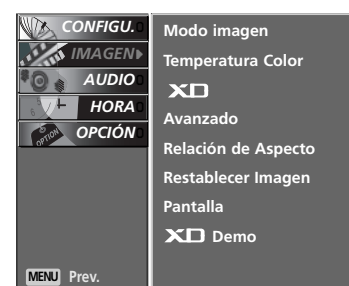 CONFIGU.
IMAGEN
AUDIO
HORA
OPCIÓN
MENU Prev.
Modo imagen
Temperatura Color
XD
Avanzado
Relación de Aspecto
Restablecer Imagen
Pantalla
XD Demo